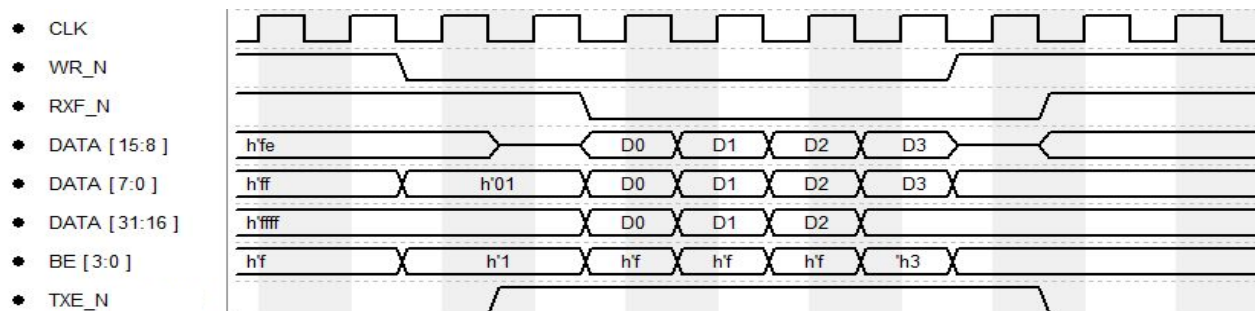 CLK
WR_N
RXF_N
DATA [15:8] h'fe D0 D1 D2 D3
DATA [7:0] h'ff h'01 D0 D1 D2 D3
DATA [31:16] h'ffff D0 D1 D2
BE [3:0] h'f h'1 h'f h'f h'f 'h3
TXE_N